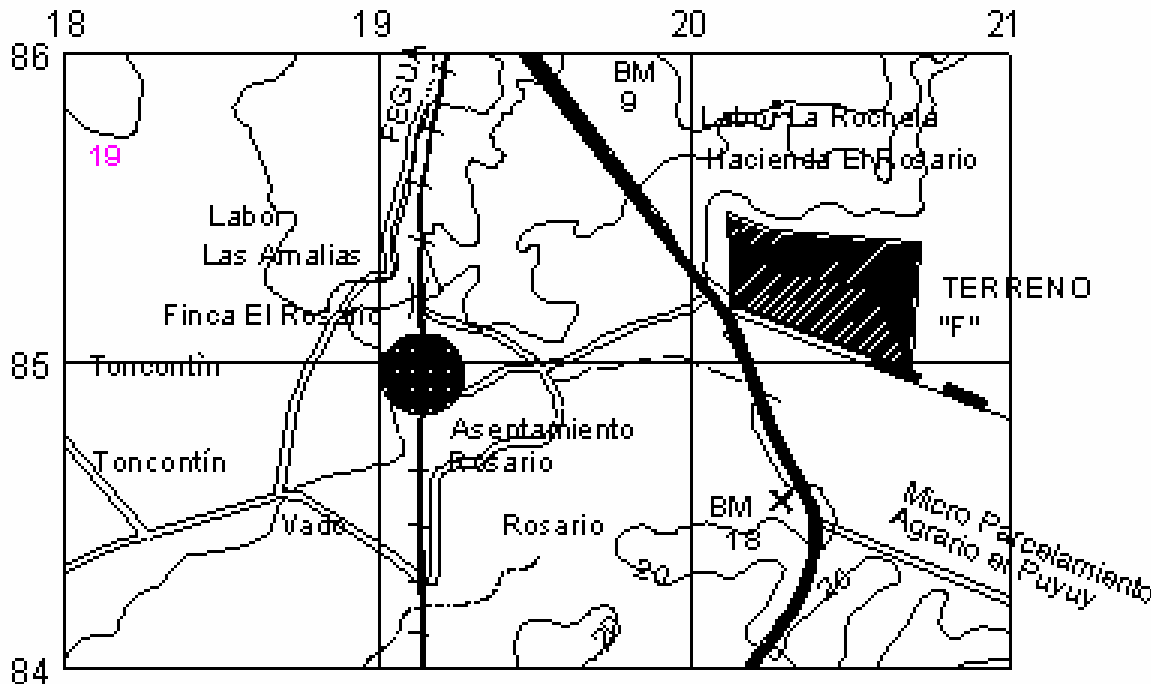 18 19 20 21
86
FEGUA
BM
9
Labor La Rochela
19
Hacienda El Rosario
Labor
Las Amalias
TERRENO
"F"
Finca El Rosario
85
Toncontìn
Asentamiento
Toncontín
Rosario
BM
18
Vado
Rosario
Micro Parcelamiento
Agrario el Puyuy
20
20
84